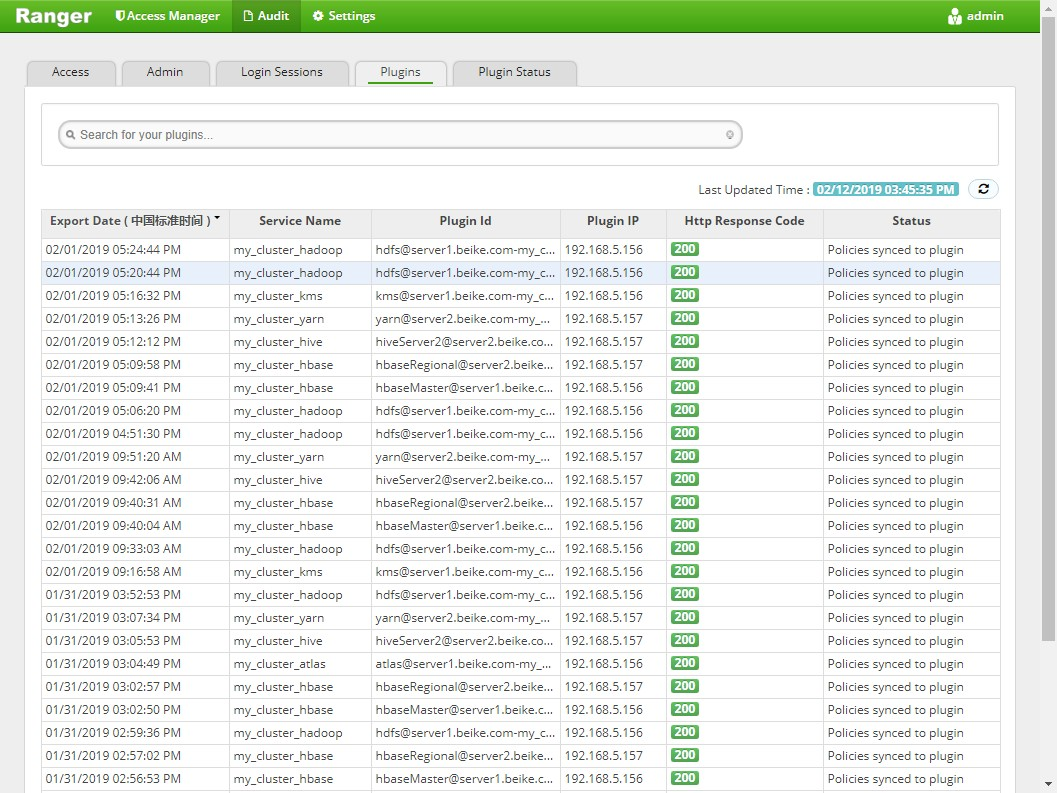 Ranger Access Manager Audit Settings admin
Access Admin Login Sessions Plugins Plugin Status
Search for your plugins...
Last Updated Time : 02/12/2019 03:45:35 PM
Export Date ( 中国标准时间 ) Service Name Plugin Id Plugin IP Http Response Code Status
02/01/2019 05:24:44 PM my_cluster_hadoop hdfs@server1.beike.com-my_c... 192.168.5.156 200 Policies synced to plugin
02/01/2019 05:20:44 PM my_cluster_hadoop hdfs@server1.beike.com-my_c... 192.168.5.156 200 Policies synced to plugin
02/01/2019 05:16:32 PM my_cluster_kms kms@server1.beike.com-my_c... 192.168.5.156 200 Policies synced to plugin
02/01/2019 05:13:26 PM my_cluster_yarn yarn@server2.beike.com-my_... 192.168.5.157 200 Policies synced to plugin
02/01/2019 05:12:12 PM my_cluster_hive hiveServer2@server2.beike.co... 192.168.5.157 200 Policies synced to plugin
02/01/2019 05:09:58 PM my_cluster_hbase hbaseRegional@server2.beike... 192.168.5.157 200 Policies synced to plugin
02/01/2019 05:09:41 PM my_cluster_hbase hbaseMaster@server1.beike.c... 192.168.5.156 200 Policies synced to plugin
02/01/2019 05:06:20 PM my_cluster_hadoop hdfs@server1.beike.com-my_c... 192.168.5.156 200 Policies synced to plugin
02/01/2019 04:51:30 PM my_cluster_hadoop hdfs@server1.beike.com-my_c... 192.168.5.156 200 Policies synced to plugin
02/01/2019 09:51:20 AM my_cluster_yarn yarn@server2.beike.com-my_... 192.168.5.157 200 Policies synced to plugin
02/01/2019 09:42:06 AM my_cluster_hive hiveServer2@server2.beike.co... 192.168.5.157 200 Policies synced to plugin
02/01/2019 09:40:31 AM my_cluster_hbase hbaseRegional@server2.beike... 192.168.5.157 200 Policies synced to plugin
02/01/2019 09:40:04 AM my_cluster_hbase hbaseMaster@server1.beike.c... 192.168.5.156 200 Policies synced to plugin
02/01/2019 09:33:03 AM my_cluster_hadoop hdfs@server1.beike.com-my_c... 192.168.5.156 200 Policies synced to plugin
02/01/2019 09:16:58 AM my_cluster_kms kms@server1.beike.com-my_c... 192.168.5.156 200 Policies synced to plugin
01/31/2019 03:52:53 PM my_cluster_hadoop hdfs@server1.beike.com-my_c... 192.168.5.156 200 Policies synced to plugin
01/31/2019 03:07:34 PM my_cluster_yarn yarn@server2.beike.com-my_... 192.168.5.157 200 Policies synced to plugin
01/31/2019 03:05:53 PM my_cluster_hive hiveServer2@server2.beike.co... 192.168.5.157 200 Policies synced to plugin
01/31/2019 03:04:49 PM my_cluster_atlas atlas@server1.beike.com-my_... 192.168.5.156 200 Policies synced to plugin
01/31/2019 03:02:57 PM my_cluster_hbase hbaseRegional@server2.beike... 192.168.5.157 200 Policies synced to plugin
01/31/2019 03:02:50 PM my_cluster_hbase hbaseMaster@server1.beike.c... 192.168.5.156 200 Policies synced to plugin
01/31/2019 02:59:36 PM my_cluster_hadoop hdfs@server1.beike.com-my_c... 192.168.5.156 200 Policies synced to plugin
01/31/2019 02:57:02 PM my_cluster_hbase hbaseRegional@server2.beike... 192.168.5.157 200 Policies synced to plugin
01/31/2019 02:56:53 PM my_cluster_hbase hbaseMaster@server1.beike.c... 192.168.5.156 200 Policies synced to plugin